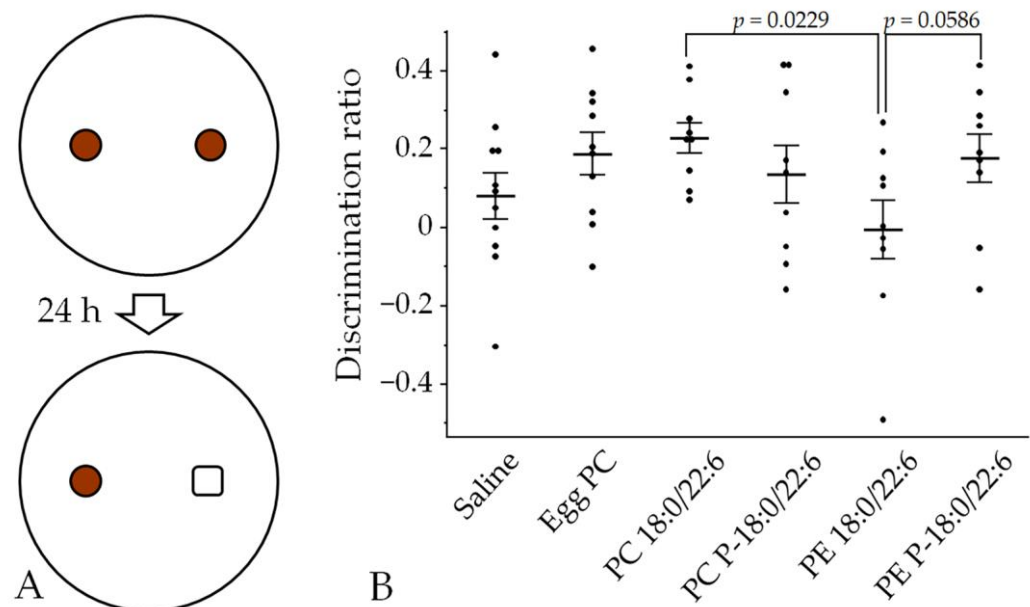 24 h
A
p = 0.0229
p = 0.0586
Discrimination ratio
0.4
0.2
0
−0.2
−0.4
Saline
Egg PC
PC 18:0/22:6
PC P-18:0/22:6
PE 18:0/22:6
PE P-18:0/22:6
B